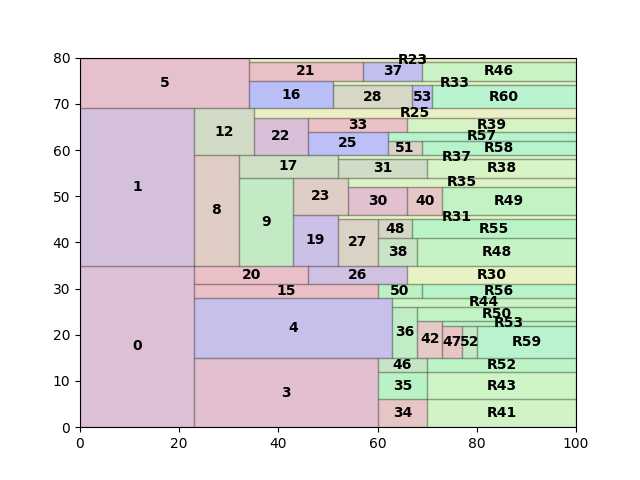 80
R23
21 37 R46
5 R33
70 16 28 53 R60
R25
33 R39
12 22 R57
60 25 51 R58
R37
17 31 R38
R35
50 23 30 40 R49
1 8 9 R31
48 R55
40 19 27
38 R48
20 26 R30
30 15 50 R56
R44
R50
20 4 36 R53
0 42 47 52 R59
46 R52
10 3 35 R43
34 R41
0
0 20 40 60 80 100